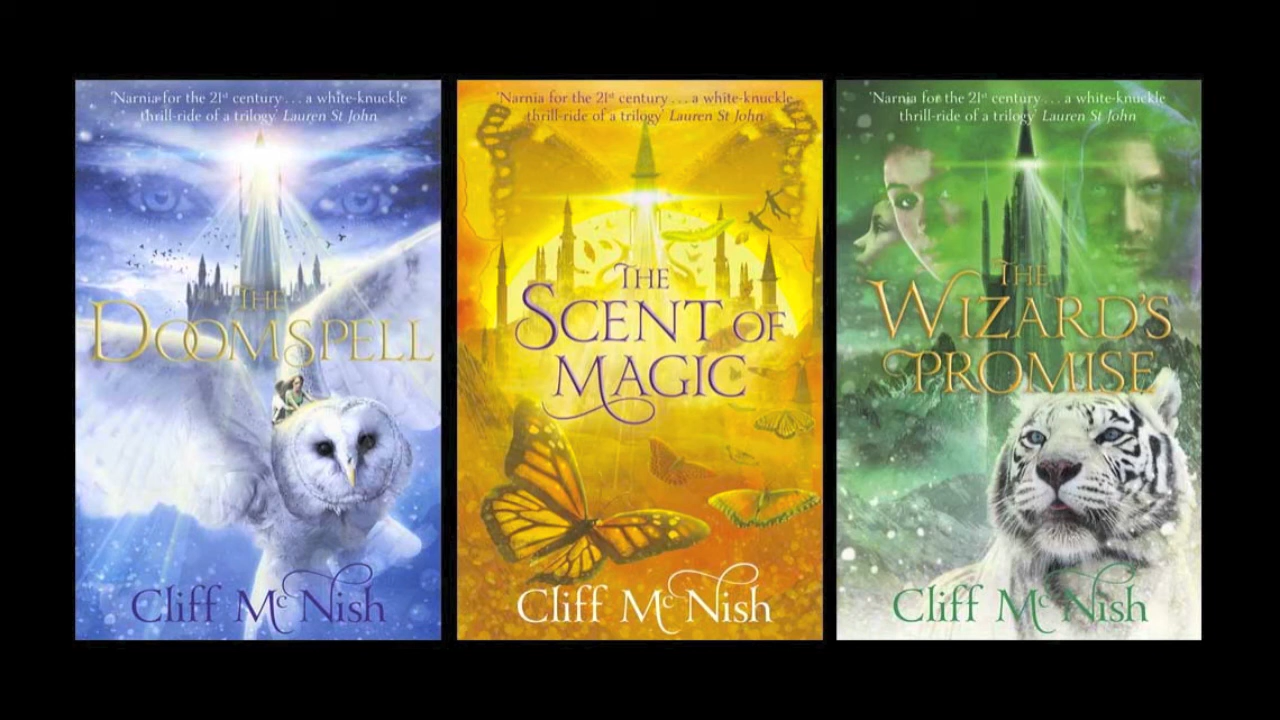 'Narnia for the 21st century . . . a white-knuckle
thrill-ride of a trilogy' Lauren St John
THE
DOOMSPELL
Cliff McNish
'Narnia for the 21st century . . . a white-knuckle
thrill-ride of a trilogy' Lauren St John
THE
SCENT OF
MAGIC
Cliff McNish
'Narnia for the 21st century . . . a white-knuckle
thrill-ride of a trilogy' Lauren St John
THE
WIZARD'S
PROMISE
Cliff McNish